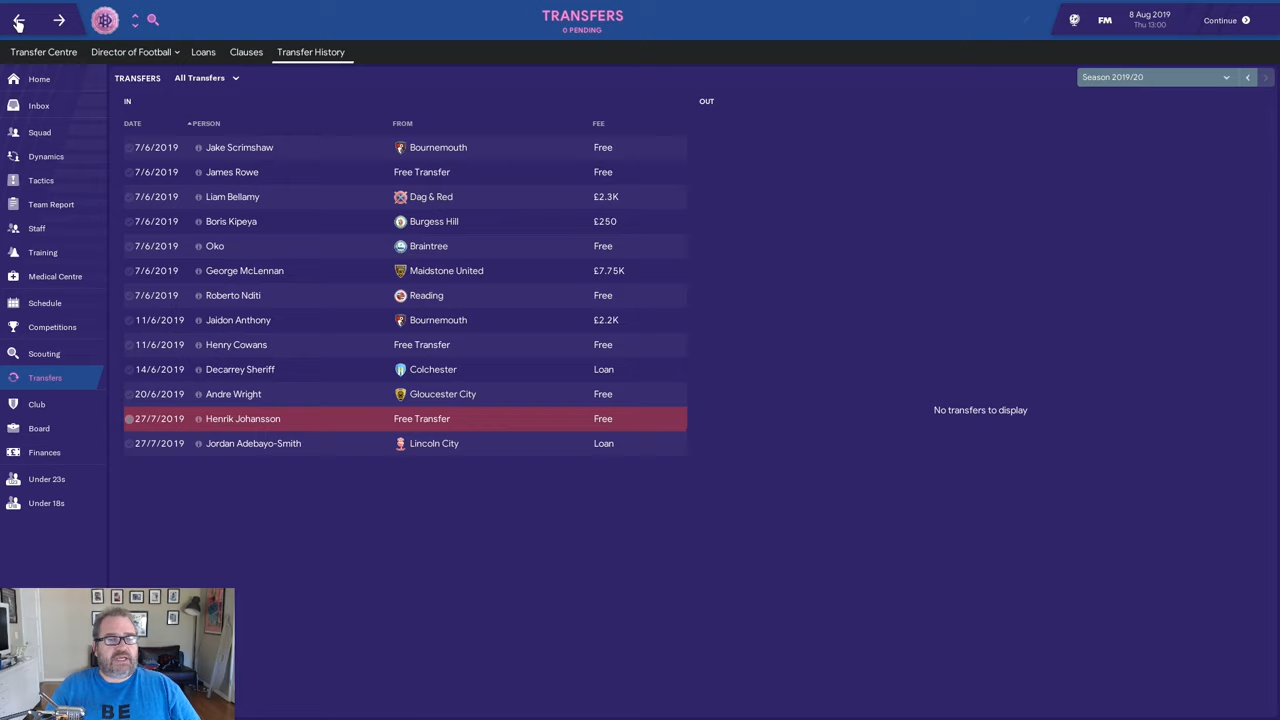 TRANSFERS
0 PENDING
FM
8 Aug 2019
Thu 13:00
Continue
Transfer Centre
Director of Football
Loans
Clauses
Transfer History
Home
Inbox
Squad
Dynamics
Tactics
Team Report
Staff
Training
Medical Centre
Schedule
Competitions
Scouting
Transfers
Club
Board
Finances
Under 23s
Under 18s
TRANSFERS All Transfers
Season 2019/20
IN
DATE PERSON FROM FEE
7/6/2019 Jake Scrimshaw Bournemouth Free
7/6/2019 James Rowe Free Transfer Free
7/6/2019 Liam Bellamy Dag & Red £2.3K
7/6/2019 Boris Kipeya Burgess Hill £250
7/6/2019 Oko Braintree Free
7/6/2019 George McLennan Maidstone United £7.75K
7/6/2019 Roberto Nditi Reading Free
11/6/2019 Jaidon Anthony Bournemouth £2.2K
11/6/2019 Henry Cowans Free Transfer Free
14/6/2019 Decarrey Sheriff Colchester Loan
20/6/2019 Andre Wright Gloucester City Free
27/7/2019 Henrik Johansson Free Transfer Free
27/7/2019 Jordan Adebayo-Smith Lincoln City Loan
OUT
No transfers to display
BE